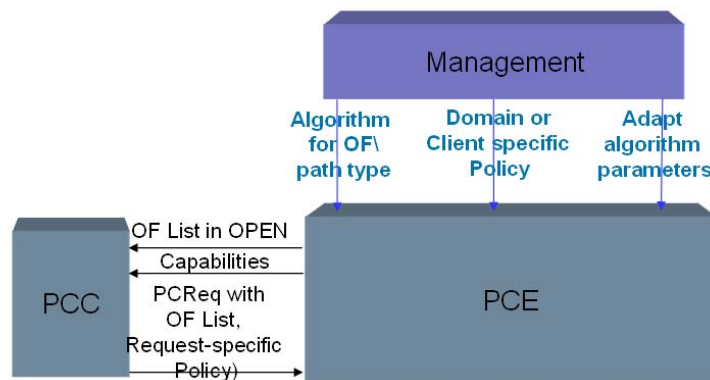 Management
Algorithm
for OF\
path type
Domain or
Client specific
Policy
Adapt
algorithm
parameters
OF List in OPEN
Capabilities
PCReq with
OF List,
Request-specific
Policy)
PCC
PCE